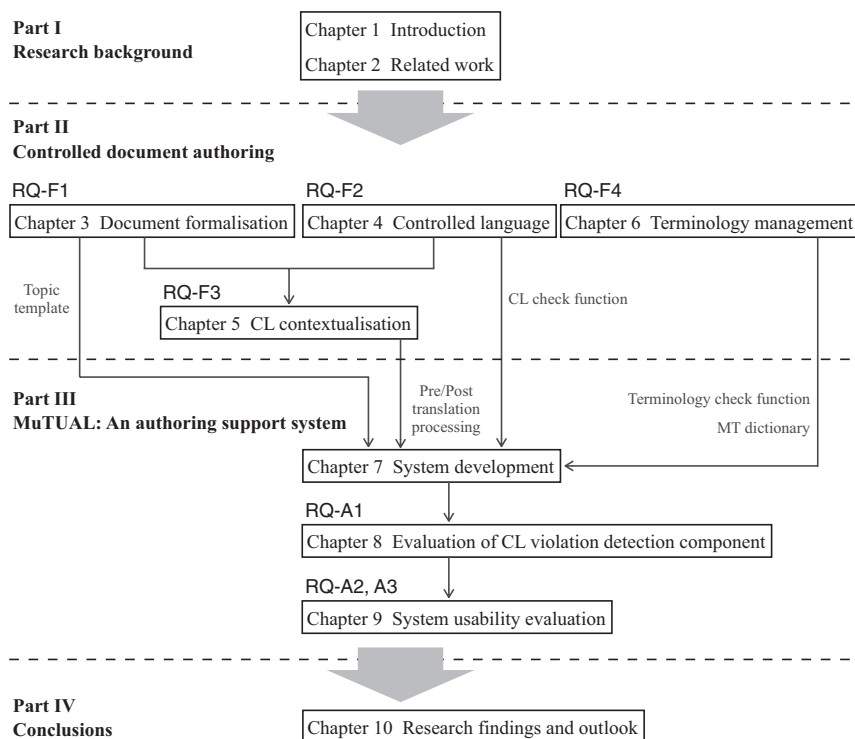 Part I
Research background
Chapter 1 Introduction
Chapter 2 Related work
Part II
Controlled document authoring
RQ-F1
RQ-F2
RQ-F4
Chapter 3 Document formalisation
Chapter 4 Controlled language
Chapter 6 Terminology management
Topic
template
RQ-F3
CL check function
Chapter 5 CL contextualisation
Part III
MuTUAL: An authoring support system
Pre/Post
translation
processing
Terminology check function
MT dictionary
Chapter 7 System development
RQ-A1
Chapter 8 Evaluation of CL violation detection component
RQ-A2, A3
Chapter 9 System usability evaluation
Part IV
Conclusions
Chapter 10 Research findings and outlook